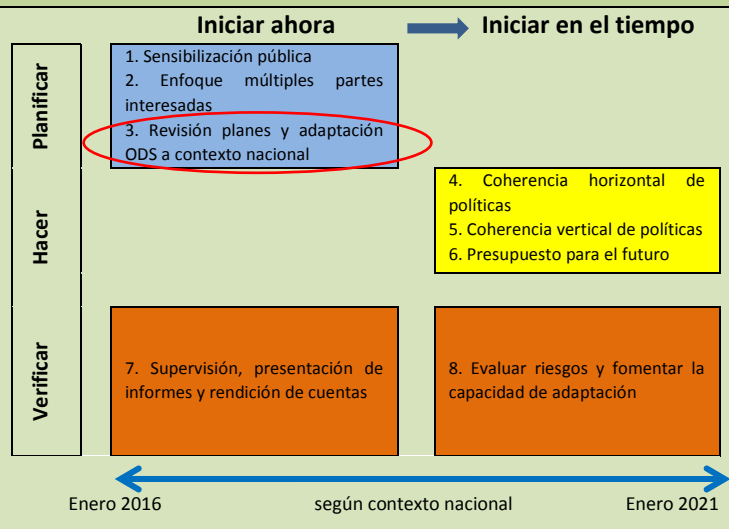 Iniciar ahora
Iniciar en el tiempo
Planificar
1. Sensibilización pública
2. Enfoque múltiples partes
interesadas
3. Revisión planes y adaptación
ODS a contexto nacional
Hacer
4. Coherencia horizontal de
políticas
5. Coherencia vertical de políticas
6. Presupuesto para el futuro
Verificar
7. Supervisión, presentación de
informes y rendición de cuentas
8. Evaluar riesgos y fomentar la
capacidad de adaptación
Enero 2016
según contexto nacional
Enero 2021